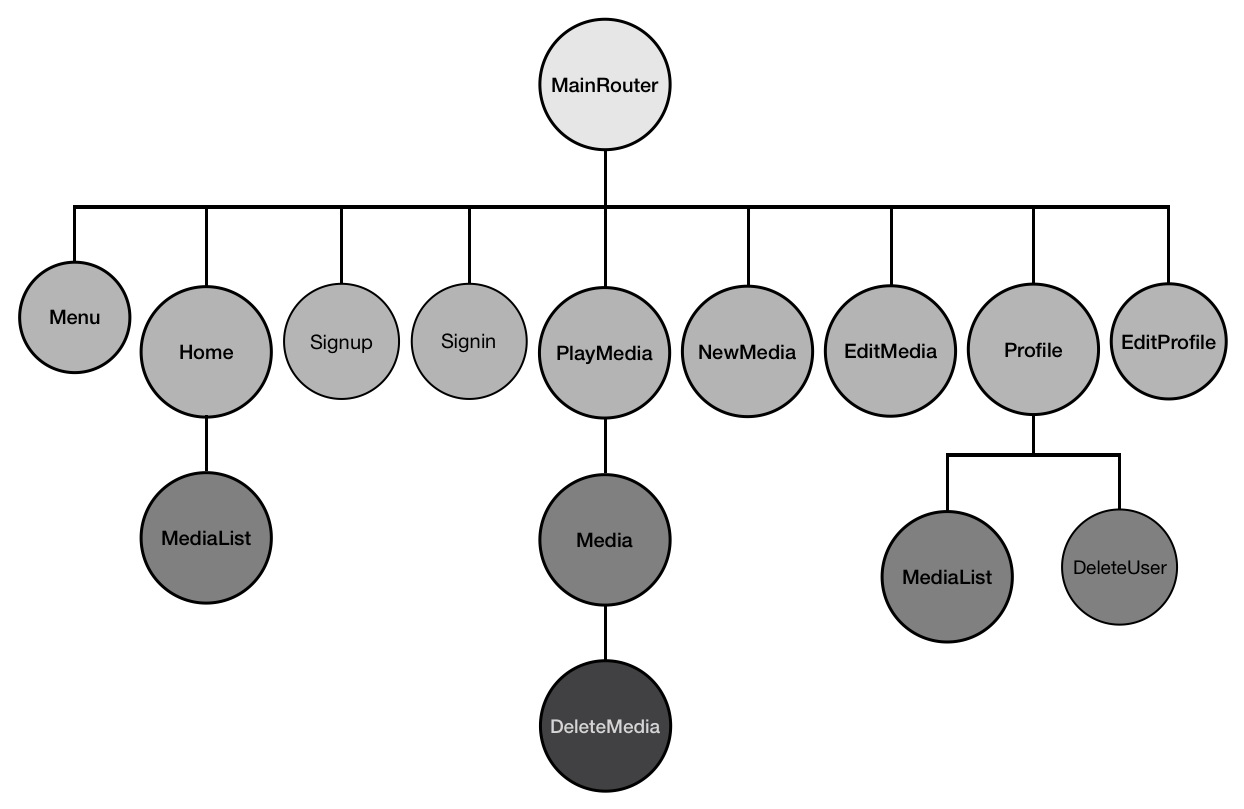 MainRouter
Menu
Home
Signup
Signin
PlayMedia
NewMedia
EditMedia
Profile
EditProfile
MediaList
Media
MediaList
DeleteUser
DeleteMedia